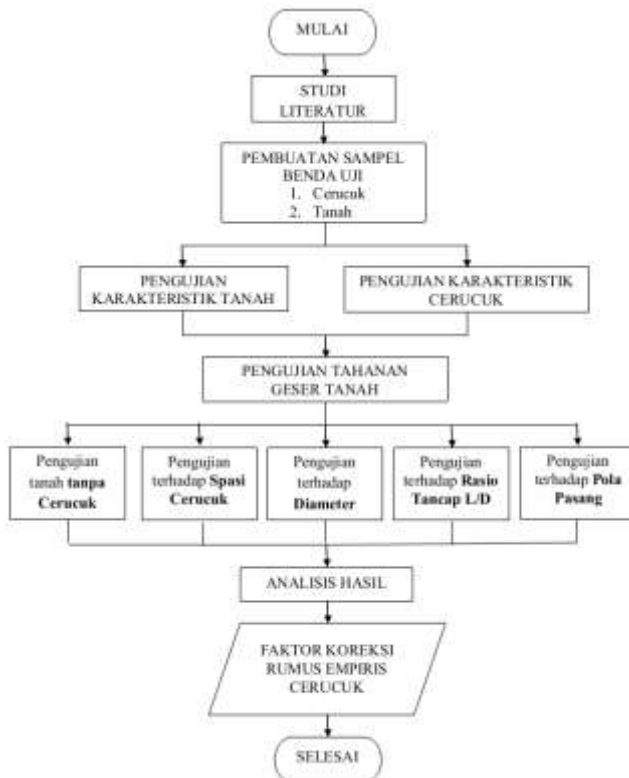 MULAI
STUDI
LITERATUR
PEMBUATAN SAMPEL
BENDA UJI
1. Cerucuk
2. Tanah
PENGUJIAN
KARAKTERISTIK TANAH
PENGUJIAN KARAKTERISTIK
CERUCUK
PENGUJIAN TAHANAN
GESER TANAH
Pengujian
tanah tanpa
Cerucuk
Pengujian
terhadap Spasi
Cerucuk
Pengujian
terhadap
Diameter
Pengujian
terhadap Rasio
Tancap L/D
Pengujian
terhadap Pola
Pasang
ANALISIS HASIL
FAKTOR KOREKSI
RUMUS EMPIRIS
CERUCUK
SELESAI